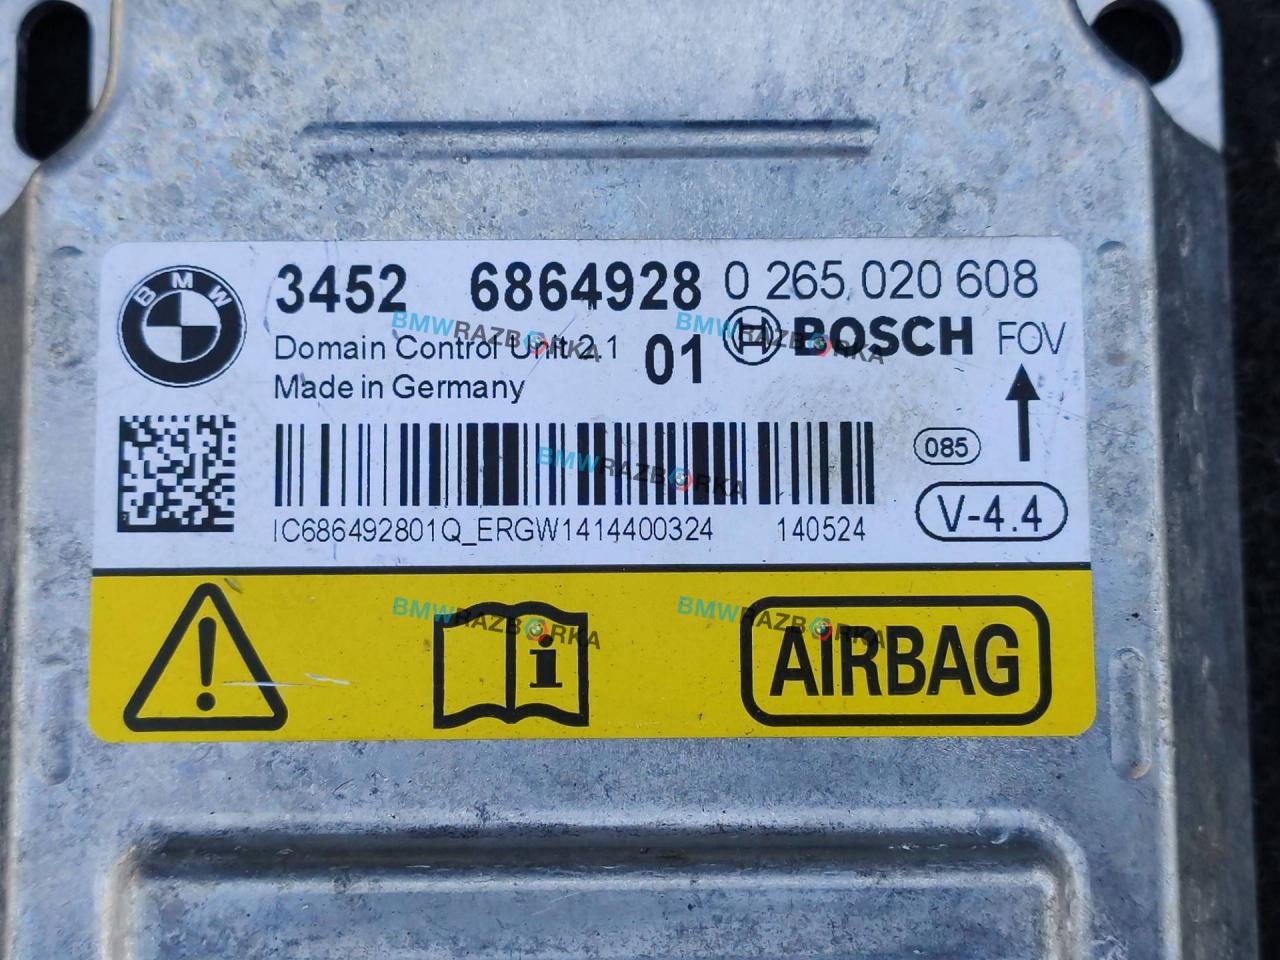 BMW
3452 6864928 0 265 020 608
Domain Control Unit 2.1 01 BOSCH FOV
Made in Germany
085
V-4.4
IC686492801Q_ERGW1414400324 140524
i
AIRBAG
BMWRAZBORKA
BMWRAZBORKA
BMWRAZBORKA
BMWRAZBORKA
BMWRAZBORKA